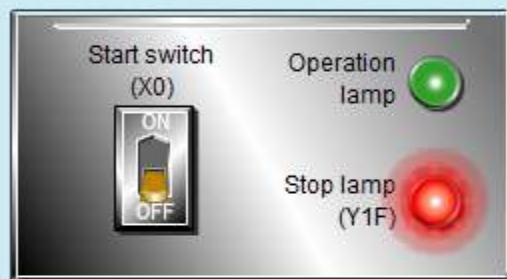 Start switch
(X0)
ON
OFF
Operation
lamp
Stop lamp
(Y1F)